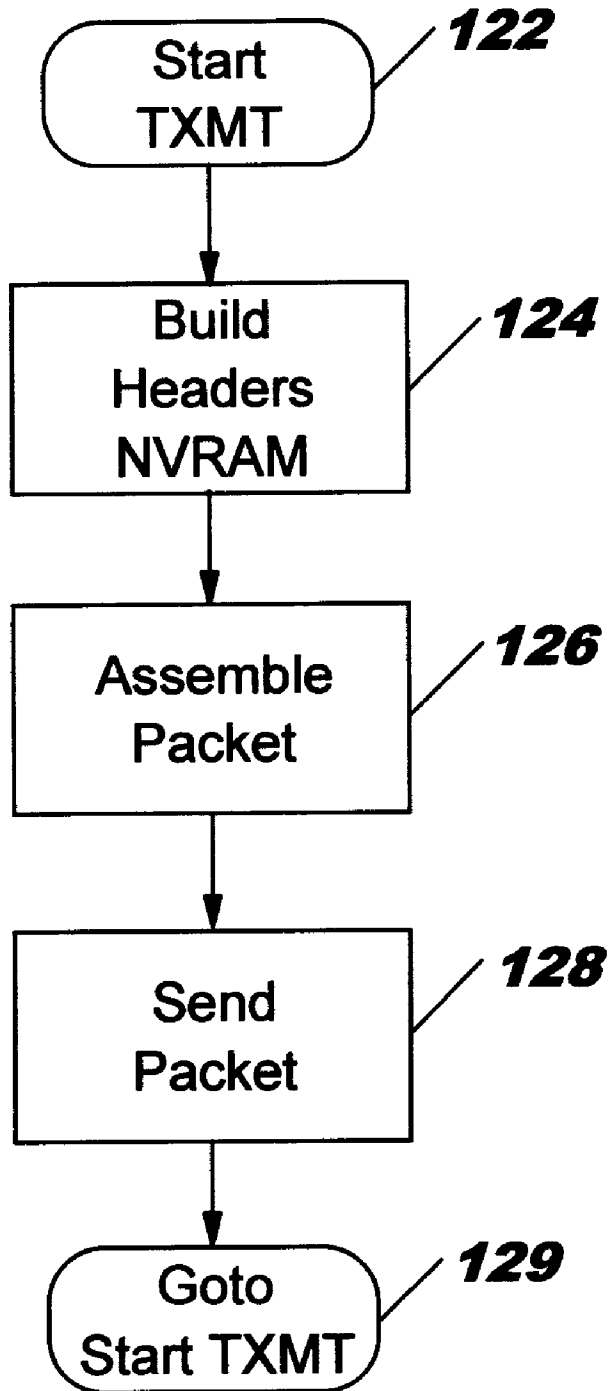 Start
TXMT
122
Build
Headers
NVRAM
124
Assemble
Packet
126
Send
Packet
128
Goto
Start TXMT
129